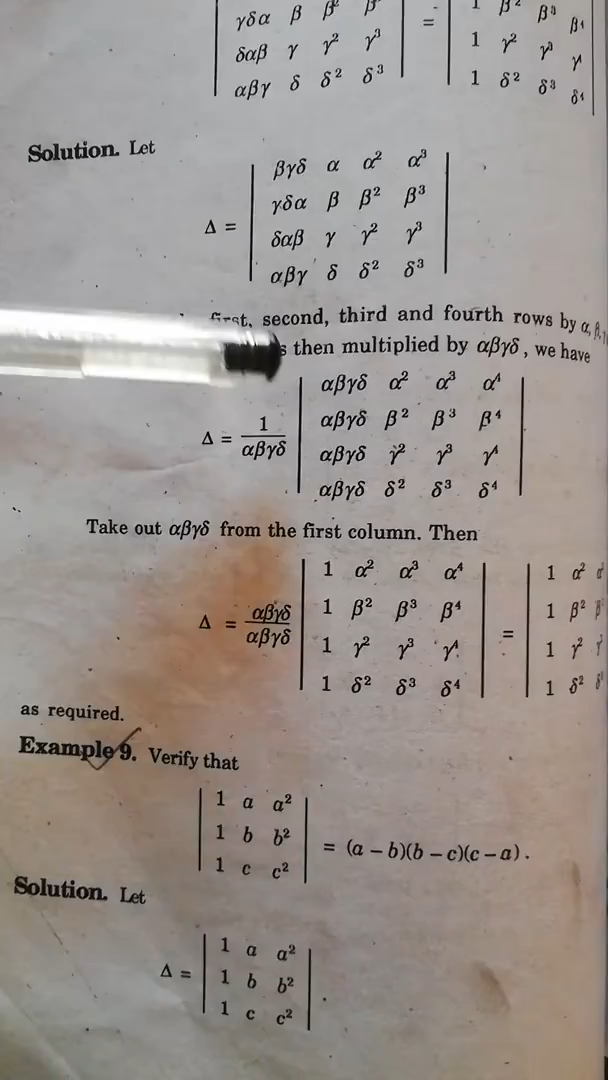 γδα β β² β³ = 1 β² β³ β⁴
δαβ γ γ² γ³ 1 γ² γ³ γ⁴
αβγ δ δ² δ³ 1 δ² δ³ δ⁴
Solution. Let
βγδ α α² α³
γδα β β² β³
Δ =
δαβ γ γ² γ³
αβγ δ δ² δ³
first, second, third and fourth rows by α, β,
then multiplied by αβγδ, we have
αβγδ α² α³ α⁴
αβγδ β² β³ β⁴
Δ = 1/αβγδ
αβγδ γ² γ³ γ⁴
αβγδ δ² δ³ δ⁴
Take out αβγδ from the first column. Then
1 α² α³ α⁴ 1 α²
1 β² β³ β⁴ 1 β²
Δ = αβγδ/αβγδ =
1 γ² γ³ γ⁴ 1 γ²
1 δ² δ³ δ⁴ 1 δ²
as required.
Example 9. Verify that
1 a a²
1 b b² = (a – b)(b – c)(c – a).
1 c c²
Solution. Let
1 a a²
Δ = 1 b b² .
1 c c²